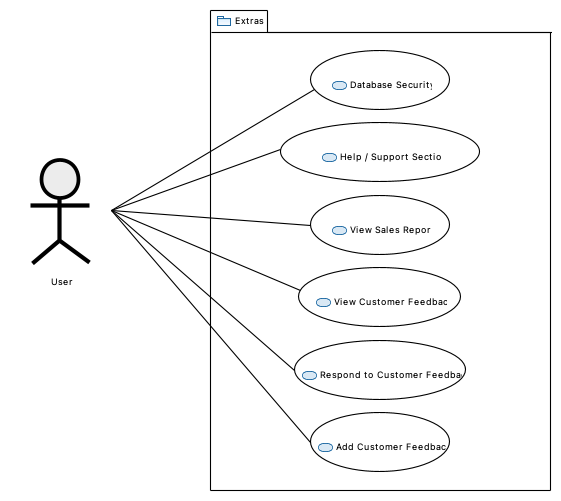 Extras
Database Security
Help / Support Sectio
View Sales Repor
View Customer Feedbac
Respond to Customer Feedba
Add Customer Feedbac
User